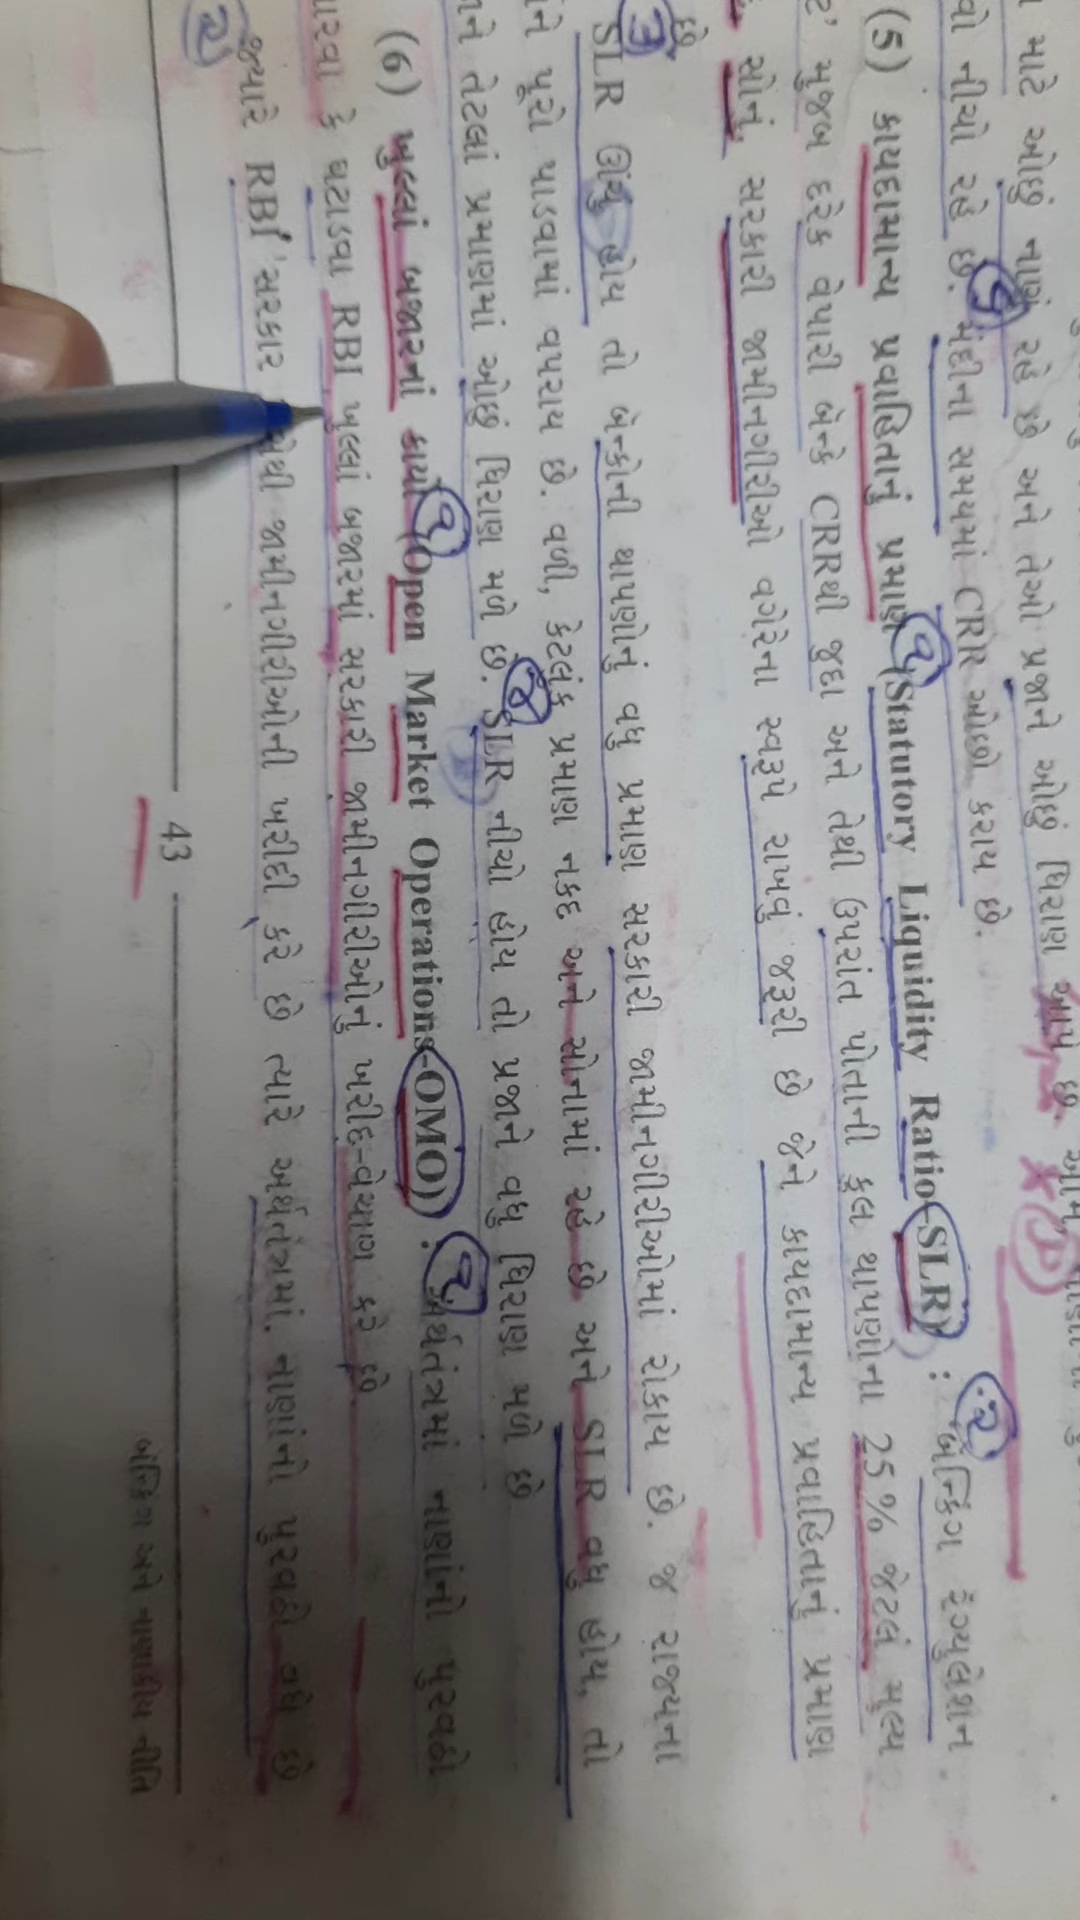 માટે ઓછું નાણું રહે છે અને તેઓ પ્રજાને ઓછું ધિરાણ આપે છે. આમ
નીચો રહે છે. મંદીના સમયમાં CRR ઓછો કરાય છે.
(5) કાયદામાન્ય પ્રવાહિતાનું પ્રમાણ (Statutory Liquidity Ratio-SLR) : બૅન્કિંગ રૅગ્યુલેશન
મુજબ દરેક વેપારી બૅન્કે CRRથી જુદા અને તેથી ઉપરાંત પોતાની કુલ થાપણોના 25% જેટલું મૂલ્ય
સોનું, સરકારી જામીનગીરીઓ વગેરેના સ્વરૂપે રાખવું જરૂરી છે જેને કાયદામાન્ય પ્રવાહિતાનું પ્રમાણ
છે
SLR ઊંચું હોય તો બૅન્કોની થાપણોનું વધુ પ્રમાણ સરકારી જામીનગીરીઓમાં રોકાય છે. જ રાજ્યના
પૂરો પાડવામાં વપરાય છે. વળી, કેટલુંક પ્રમાણ નકદ અને સોનામાં રહે છે અને SLR વધુ હોય, તો
તેટલાં પ્રમાણમાં ઓછું ધિરાણ મળે છે. SLR નીચો હોય તો પ્રજાને વધુ ધિરાણ મળે છે
(6) ખુલ્લાં બજારનાં કાર્યો (Open Market Operations-OMO) : અર્થતંત્રમાં નાણાંનો પુરવઠો
કે ઘટાડવા RBI ખુલ્લાં બજારમાં સરકારી જામીનગીરીઓનું ખરીદ-વેચાણ કરે છે.
જ્યારે RBI સરકાર જામીનગીરીઓની ખરીદી કરે છે ત્યારે અર્થતંત્રમાં નાણાંનો પુરવઠો વધે છે
43
બૅન્કિંગ અને નાણાકીય નીતિ